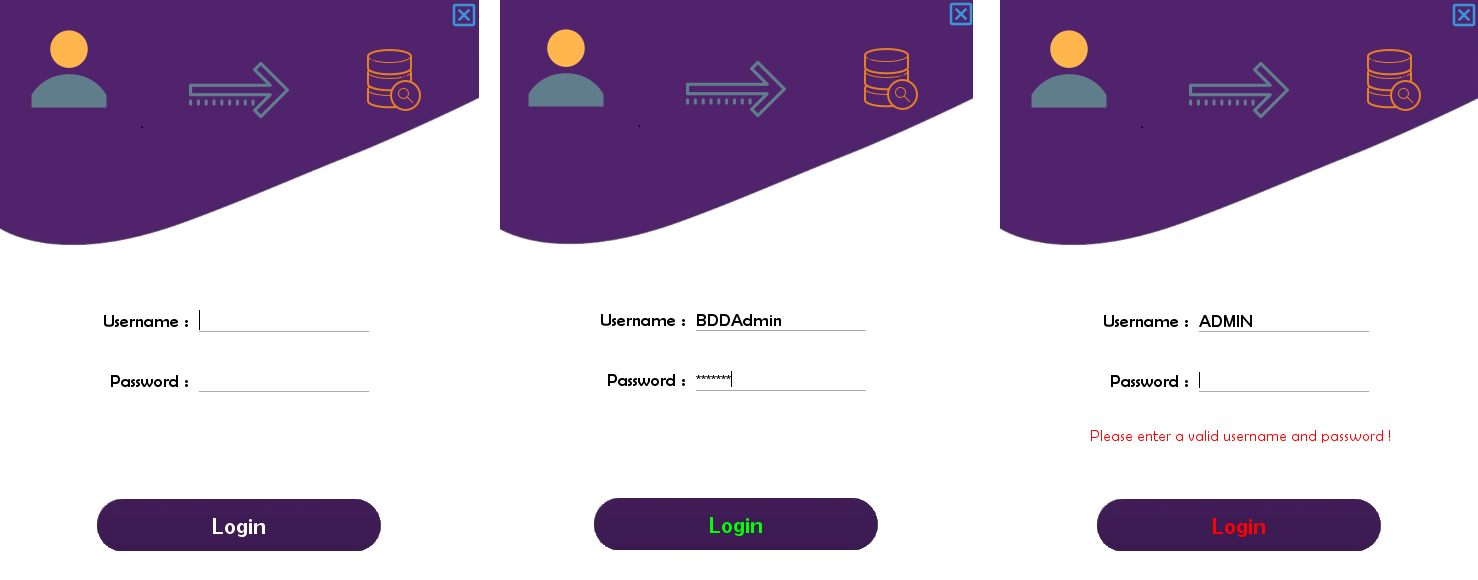 Username :
Password :
Login
Username : BDDAdmin
Password : *******
Login
Username : ADMIN
Password :
Please enter a valid username and password !
Login